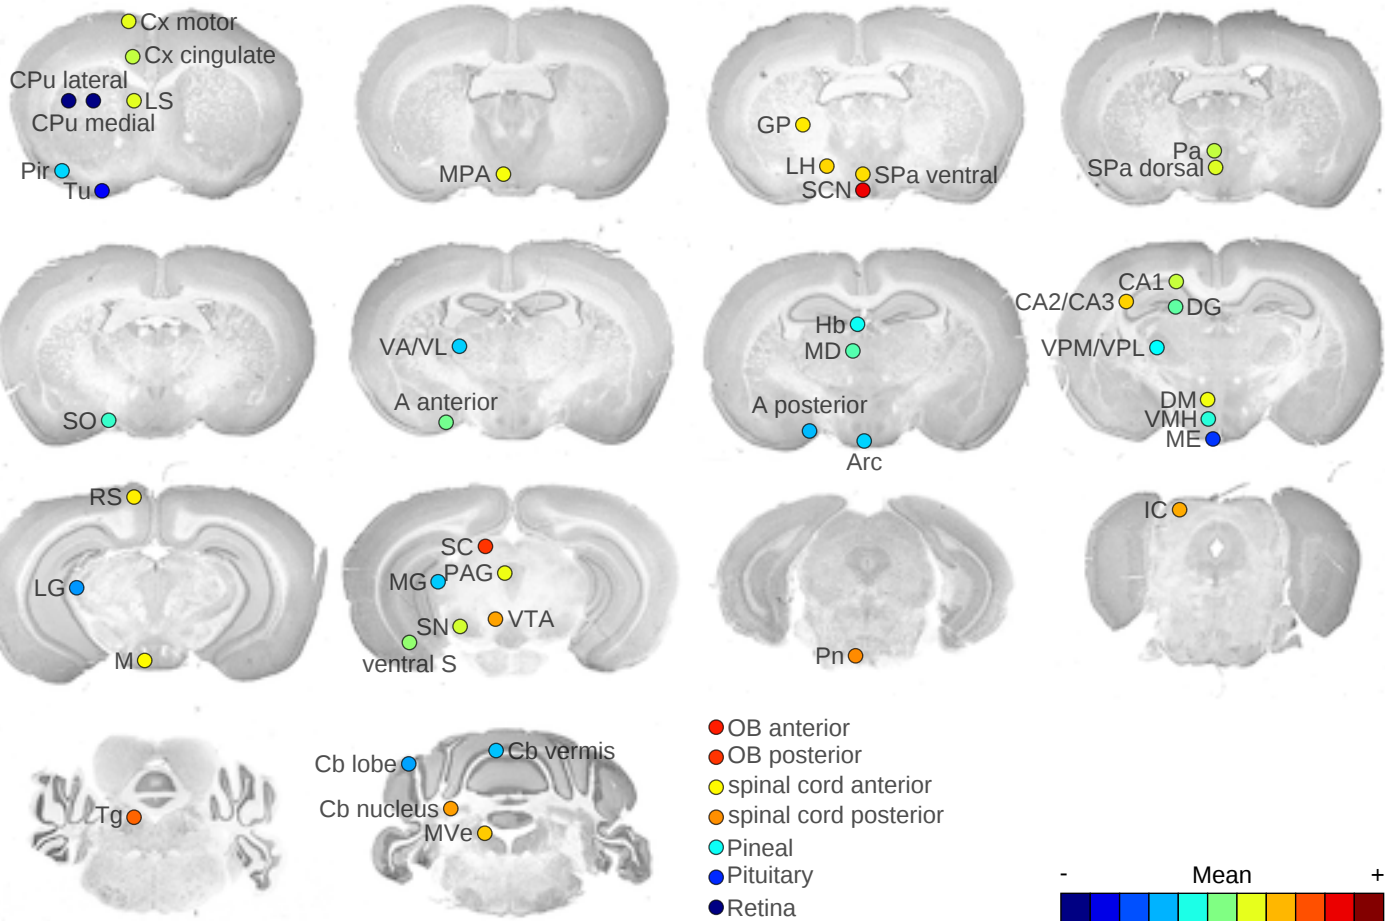 Cx motor
Cx cingulate
CPu lateral
LS
CPu medial
Pir
Tu
MPA
GP
LH
SPa ventral
SCN
Pa
SPa dorsal
SO
VA/VL
A anterior
Hb
MD
A posterior
Arc
CA1
CA2/CA3
DG
VPM/VPL
DM
VMH
ME
RS
LG
M
SC
PAG
MG
SN
VTA
ventral S
Pn
IC
Tg
Cb lobe
Cb vermis
Cb nucleus
MVe
OB anterior
OB posterior
spinal cord anterior
spinal cord posterior
Pineal
Pituitary
Retina
- Mean +